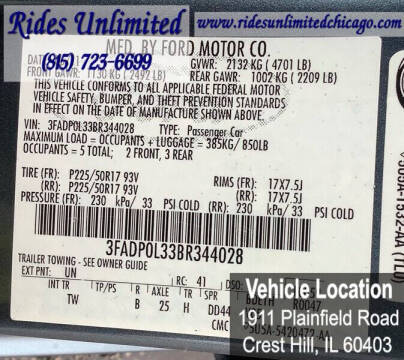 Rides Unlimited www.ridesunlimitedchicago.com
(815) 723-6699
MFD. BY FORD MOTOR CO.
GVWR: 2132 KG ( 4701 LB)
FRONT GAWR: 1130 KG ( 2492 LB) REAR GAWR: 1002 KG ( 2209 LB)
THIS VEHICLE CONFORMS TO ALL APPLICABLE FEDERAL MOTOR
VEHICLE SAFETY, BUMPER, AND THEFT PREVENTION STANDARDS
IN EFFECT ON THE DATE OF MANUFACTURE SHOWN ABOVE.
VIN: 3FADP0L33BR344028 TYPE: Passenger Car
MAXIMUM LOAD = OCCUPANTS + LUGGAGE = 385KG / 850LB
OCCUPANTS = 5 TOTAL; 2 FRONT, 3 REAR
TIRE (FR): P225/50R17 93V RIMS (FR): 17X7.5J
(RR): P225/50R17 93V (RR): 17X7.5J
PRESSURE (FR): 230 kPa/ 33 PSI COLD (RR): 230 kPa/ 33 PSI COLD
3FADP0L33BR344028
TRAILER TOWING - SEE OWNER GUIDE
EXT PNT: UN RC: 41
INT TR TP/PS R
TW B 25 H DD44 R0047
Vehicle Location
1911 Plainfield Road
Crest Hill, IL 60403